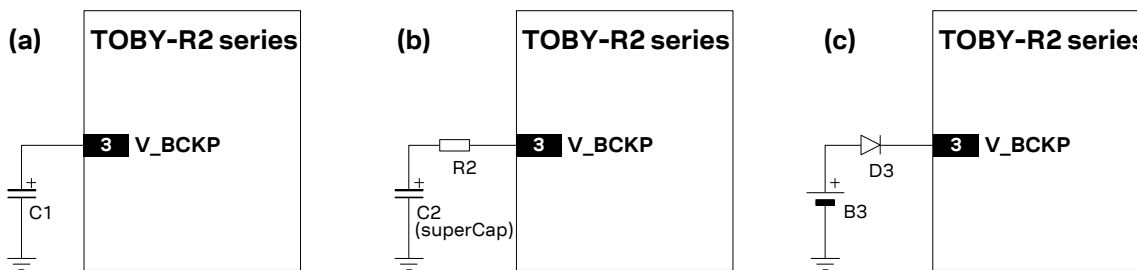 (a) TOBY-R2 series
3 V_BCKP
+
C1
(b) TOBY-R2 series
3 V_BCKP
R2
+
C2
(superCap)
(c) TOBY-R2 series
3 V_BCKP
D3
+
B3